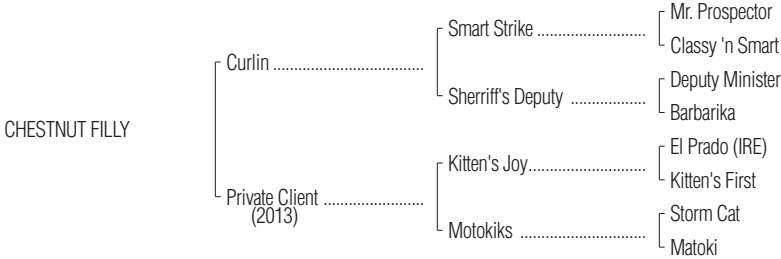 Mr. Prospector
Smart Strike ..........................
Classy 'n Smart
Curlin ...................................
Deputy Minister
Sherriff's Deputy ..................
Barbarika
CHESTNUT FILLY
El Prado (IRE)
Kitten's Joy............................
Kitten's First
Private Client ........................
(2013)
Storm Cat
Motokiks ..............................
Matoki